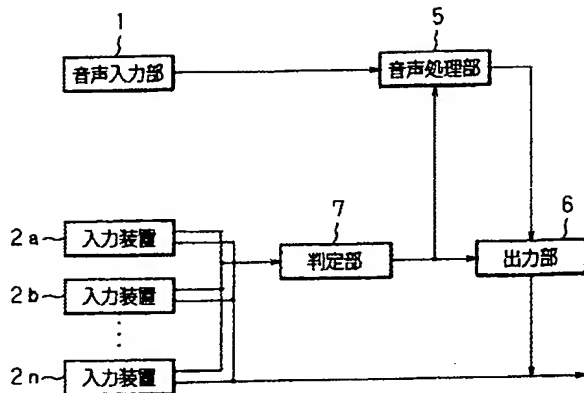 1
5
音声入力部
音声処理部
7
6
2a
入力装置
判定部
出力部
2b
入力装置
2n
入力装置